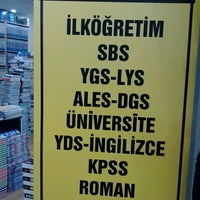 İLKÖĞRETİM
SBS
YGS-LYS
ALES-DGS
ÜNİVERSİTE
YDS-İNGİLİZCE
KPSS
ROMAN